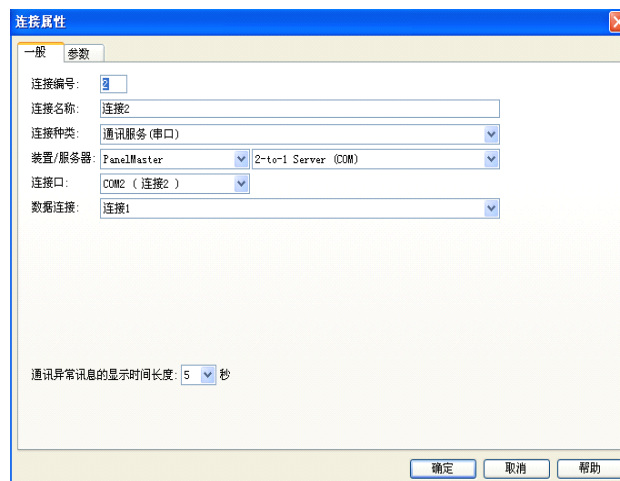 连接属性
一般 参数
连接编号: 2
连接名称: 连接2
连接种类: 通讯服务(串口)
装置/服务器: PanelMaster 2-to-1 Server (COM)
连接口: COM2 ( 连接2 )
数据连接: 连接1
通讯异常讯息的显示时间长度: 5 秒
确定 取消 帮助